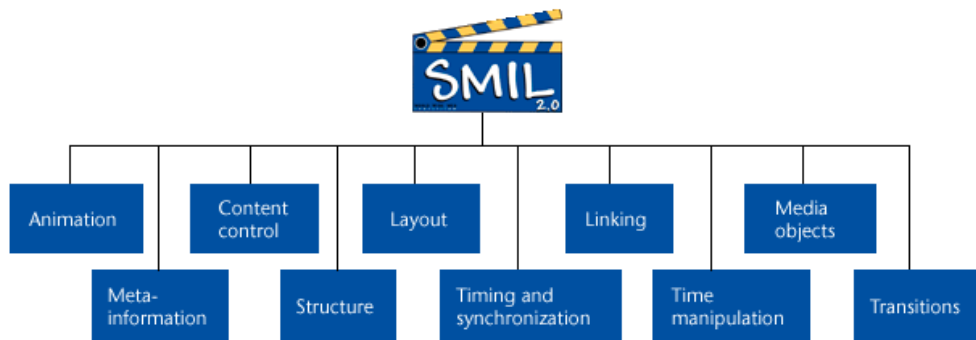 SMIL
2.0
Animation
Content
control
Layout
Linking
Media
objects
Meta-
information
Structure
Timing and
synchronization
Time
manipulation
Transitions